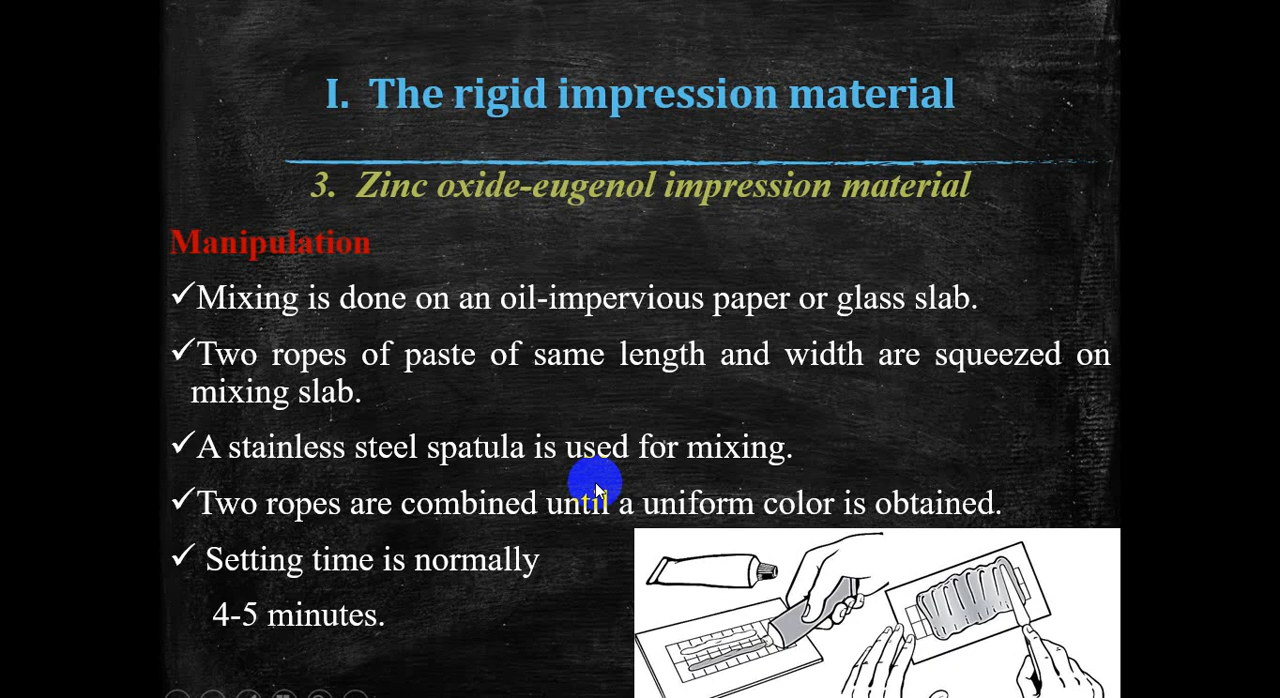 I. The rigid impression material
3. Zinc oxide-eugenol impression material
Manipulation
✓Mixing is done on an oil-impervious paper or glass slab.
✓Two ropes of paste of same length and width are squeezed on
mixing slab.
✓A stainless steel spatula is used for mixing.
✓Two ropes are combined until a uniform color is obtained.
✓ Setting time is normally
4-5 minutes.